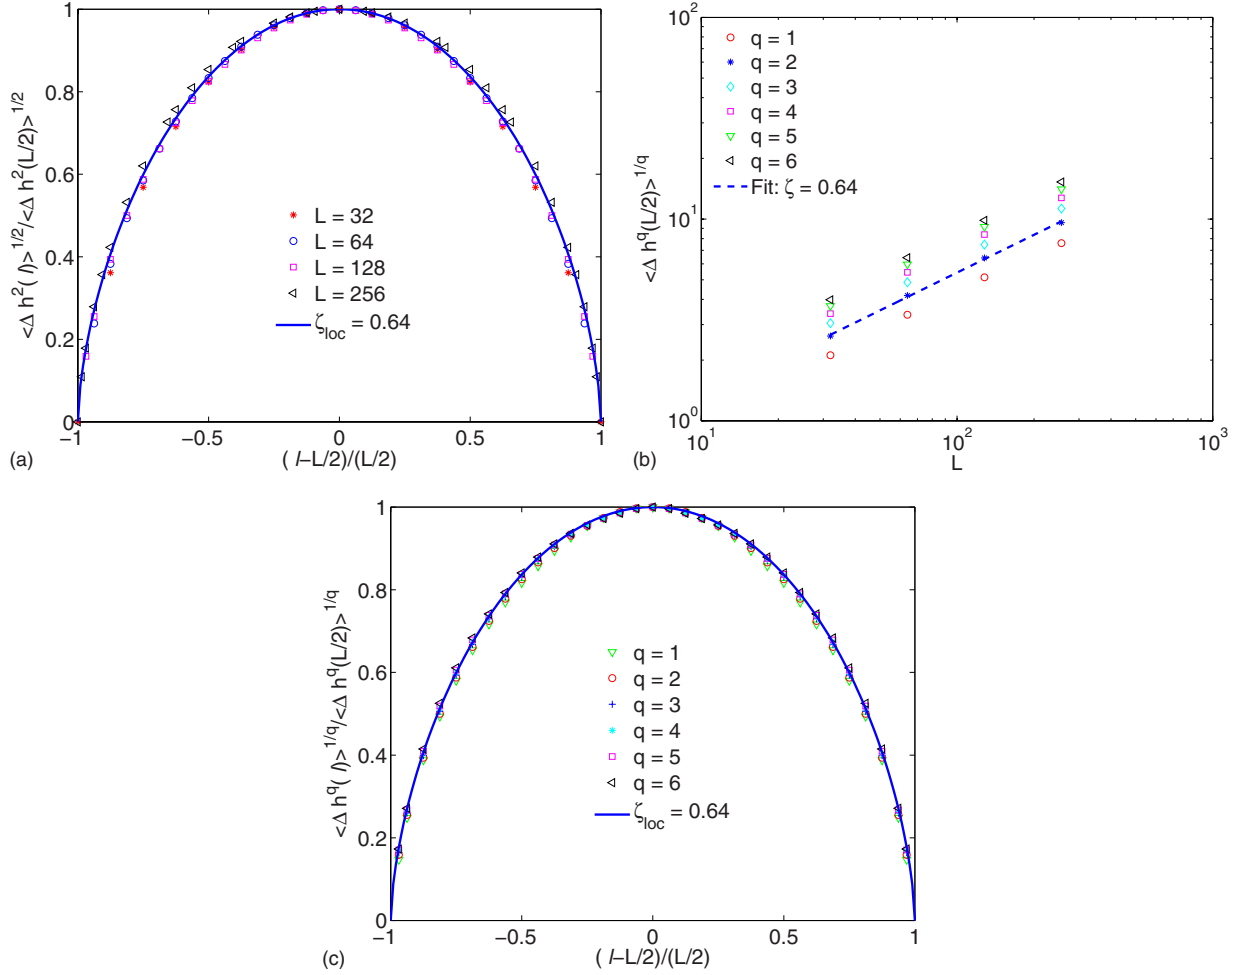 <Δ h²( l)>^1/2/<Δ h²(L/2)>^1/2
1
0.8
0.6
0.4
0.2
0
−1
−0.5
0
0.5
1
( l−L/2)/(L/2)
L = 32
L = 64
L = 128
L = 256
ζloc = 0.64
(a)
<Δ h^q(L/2)>^1/q
10²
10¹
10⁰
10¹
10²
10³
L
q = 1
q = 2
q = 3
q = 4
q = 5
q = 6
Fit: ζ = 0.64
(b)
<Δ h^q( l)>^1/q/<Δ h^q(L/2)>^1/q
1
0.8
0.6
0.4
0.2
0
−1
−0.5
0
0.5
1
( l−L/2)/(L/2)
q = 1
q = 2
q = 3
q = 4
q = 5
q = 6
ζloc = 0.64
(c)